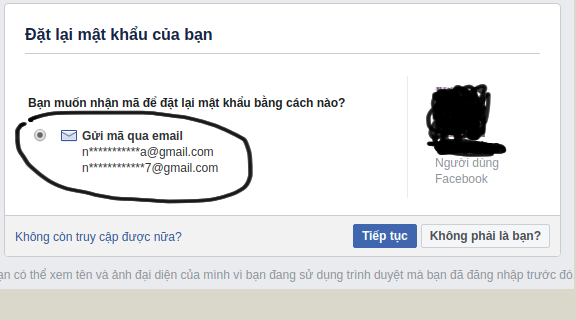 Đặt lại mật khẩu của bạn
Bạn muốn nhận mã để đặt lại mật khẩu bằng cách nào?
Gửi mã qua email
n***********a@gmail.com
n************7@gmail.com
Người dùng
Facebook
Không còn truy cập được nữa?
Tiếp tục
Không phải là bạn?
ạn có thể xem tên và ảnh đại diện của mình vì bạn đang sử dụng trình duyệt mà bạn đã đăng nhập trước đó